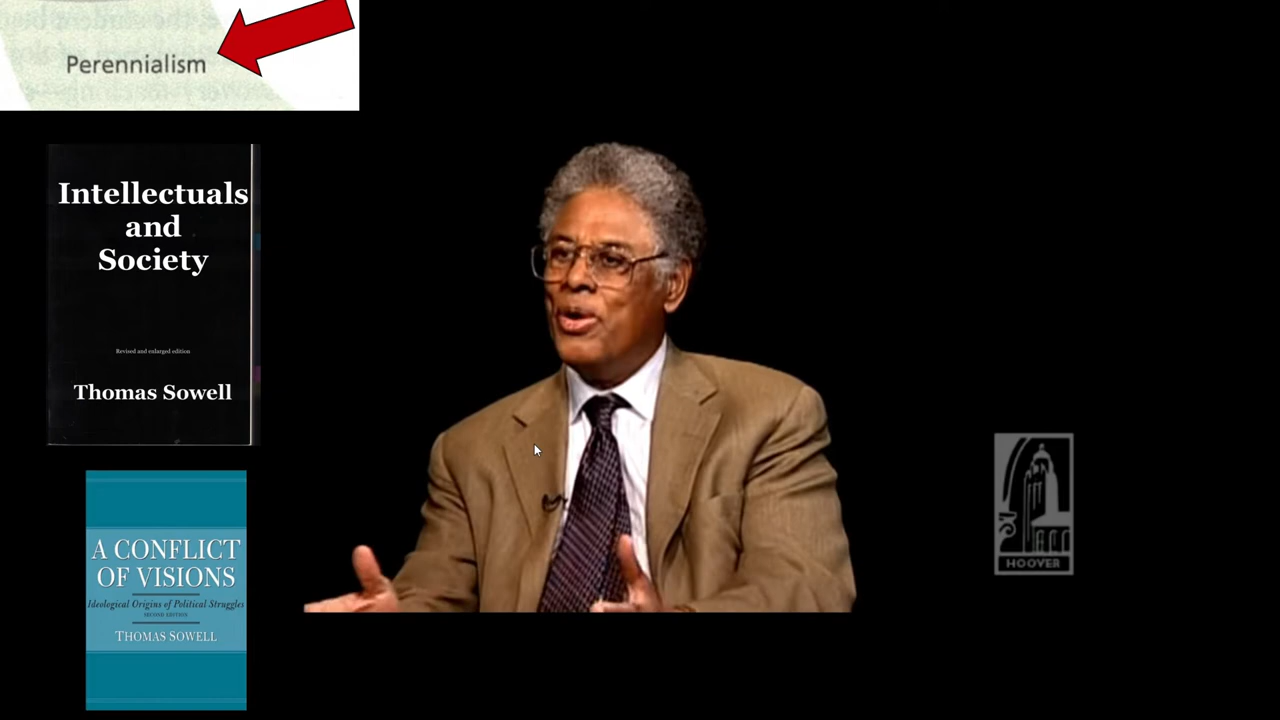 Perennialism
Intellectuals
and
Society
Revised and enlarged edition
Thomas Sowell
A CONFLICT
OF VISIONS
Ideological Origins of Political Struggles
SECOND EDITION
THOMAS SOWELL
HOOVER